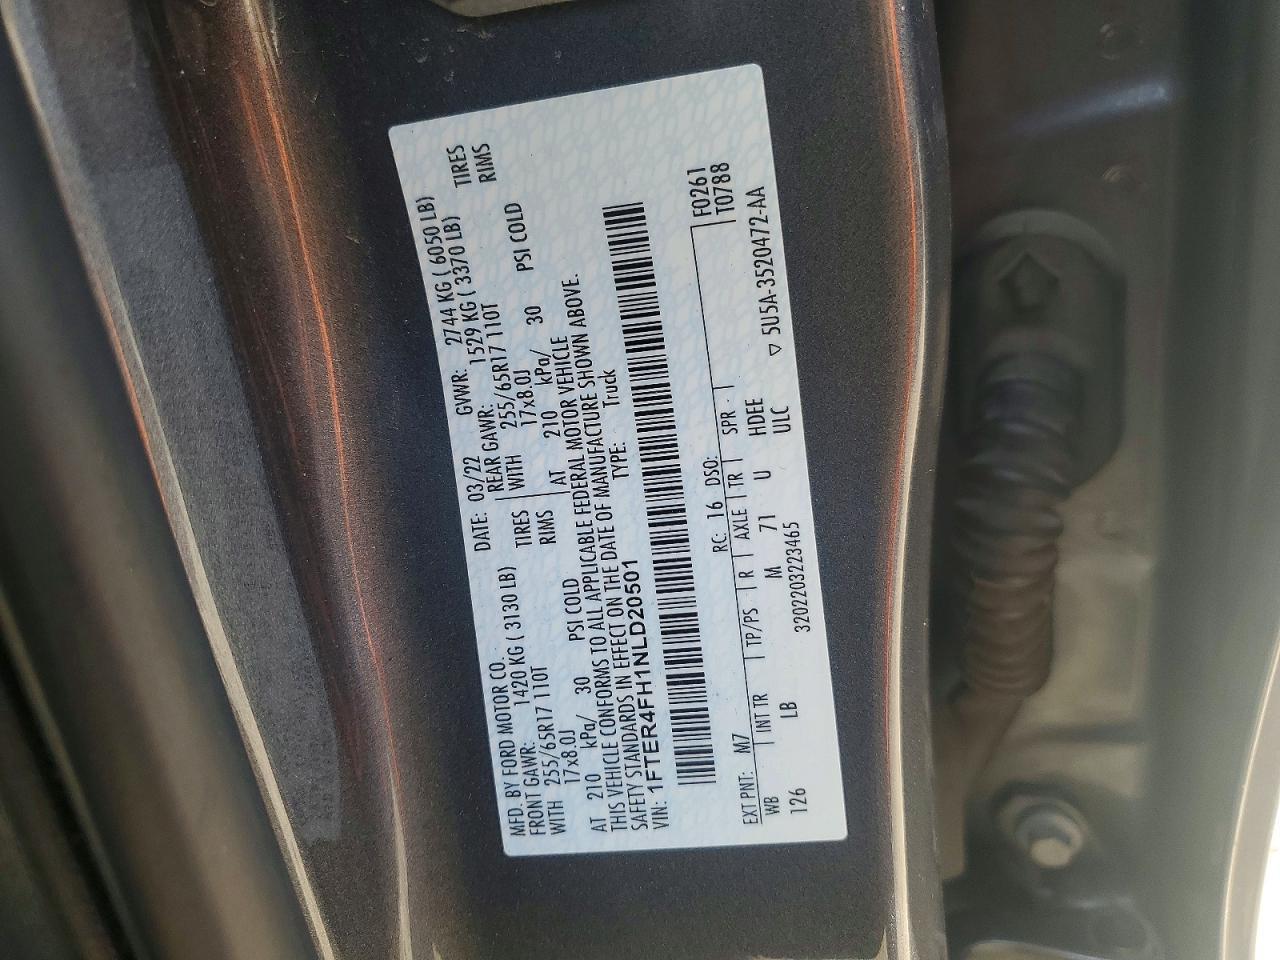 MFD. BY FORD MOTOR CO. DATE: 03/22 GVWR: 2744 KG ( 6050 LB)
FRONT GAWR: 1420 KG ( 3130 LB) REAR GAWR: 1529 KG ( 3370 LB)
WITH 255/65R17 110T TIRES WITH 255/65R17 110T TIRES
17x8.0J RIMS 17x8.0J RIMS
AT 210 kPa/ 30 PSI COLD AT 210 kPa/ 30 PSI COLD
THIS VEHICLE CONFORMS TO ALL APPLICABLE FEDERAL MOTOR VEHICLE
SAFETY STANDARDS IN EFFECT ON THE DATE OF MANUFACTURE SHOWN ABOVE.
VIN: 1FTER4FH1NLD20501 TYPE: Truck
F0261
T0788
EXT PNT: M7 RC: 16 DSO:
WB INT TR TP/PS R AXLE TR SPR
126 LB M 71 U HDEE
ULC
▽ 5U5A-3520472-AA
3202203223465